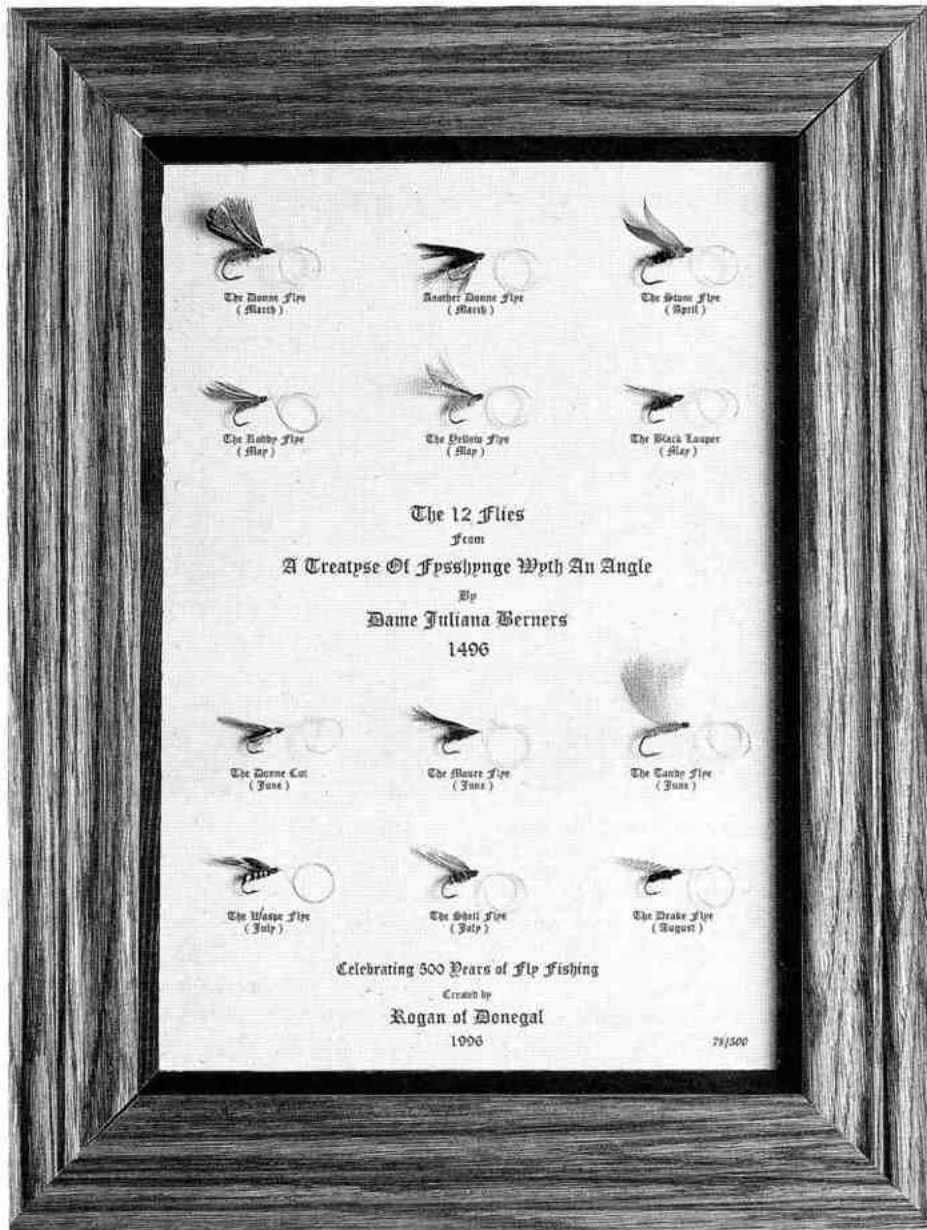 The Donne Flye
( March )
Another Donne Flye
( March )
The Stone Flye
( April )
The Roddy Flye
( May )
The Yellow Flye
( May )
The Black Louper
( May )
The 12 Flies
From
A Treatyse Of Fysshynge Wyth An Angle
By
Dame Juliana Berners
1496
The Donne Cut
( June )
The Maure Flye
( June )
The Tandy Flye
( June )
The Waspe Flye
( July )
The Shell Flye
( July )
The Drake Flye
( August )
Celebrating 500 Years of Fly Fishing
Created by
Rogan of Donegal
1996
78/500